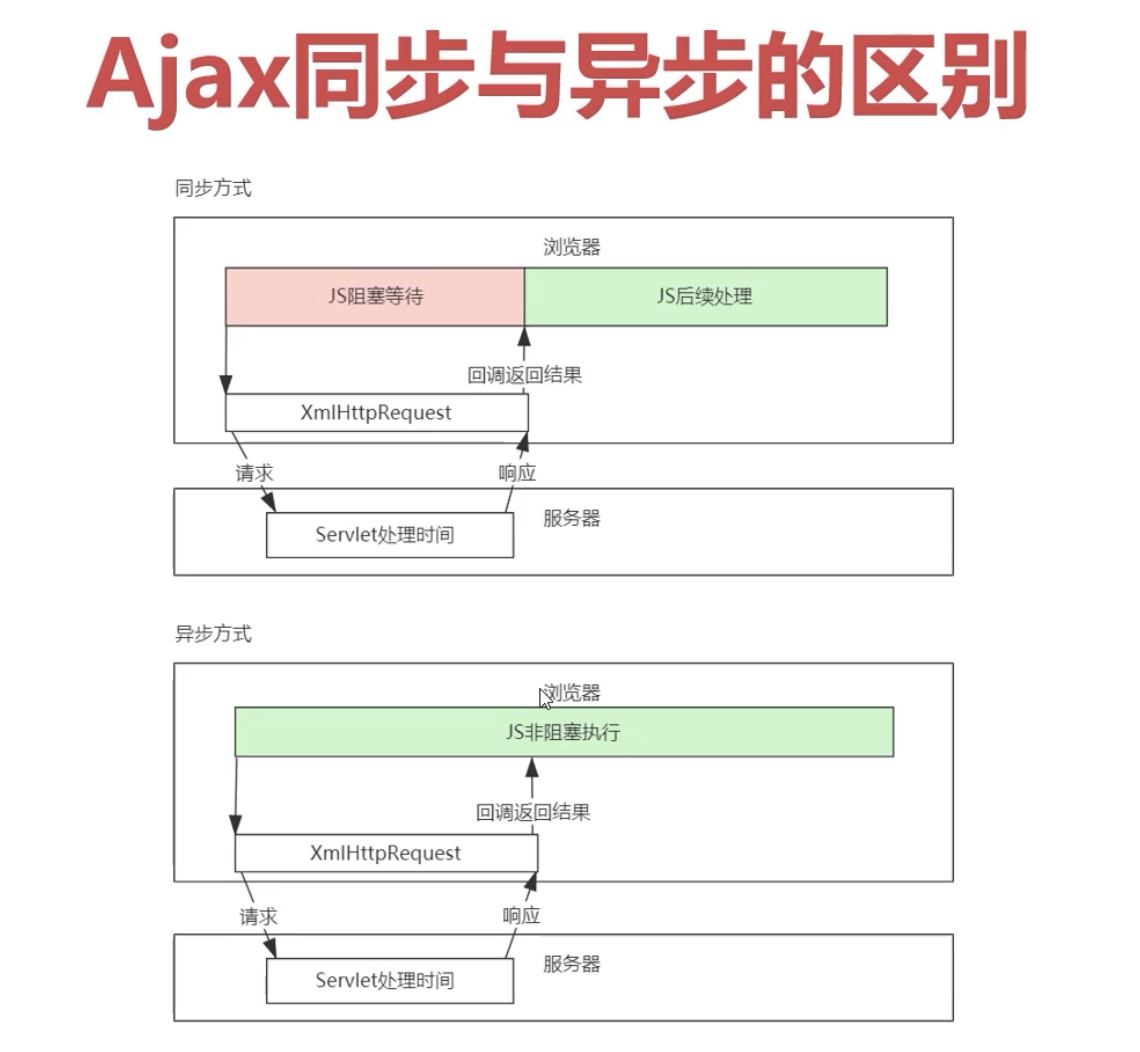 Ajax同步与异步的区别
同步方式
浏览器
JS阻塞等待
JS后续处理
回调返回结果
XmlHttpRequest
请求
响应
服务器
Servlet处理时间
异步方式
浏览器
JS非阻塞执行
回调返回结果
XmlHttpRequest
请求
响应
服务器
Servlet处理时间